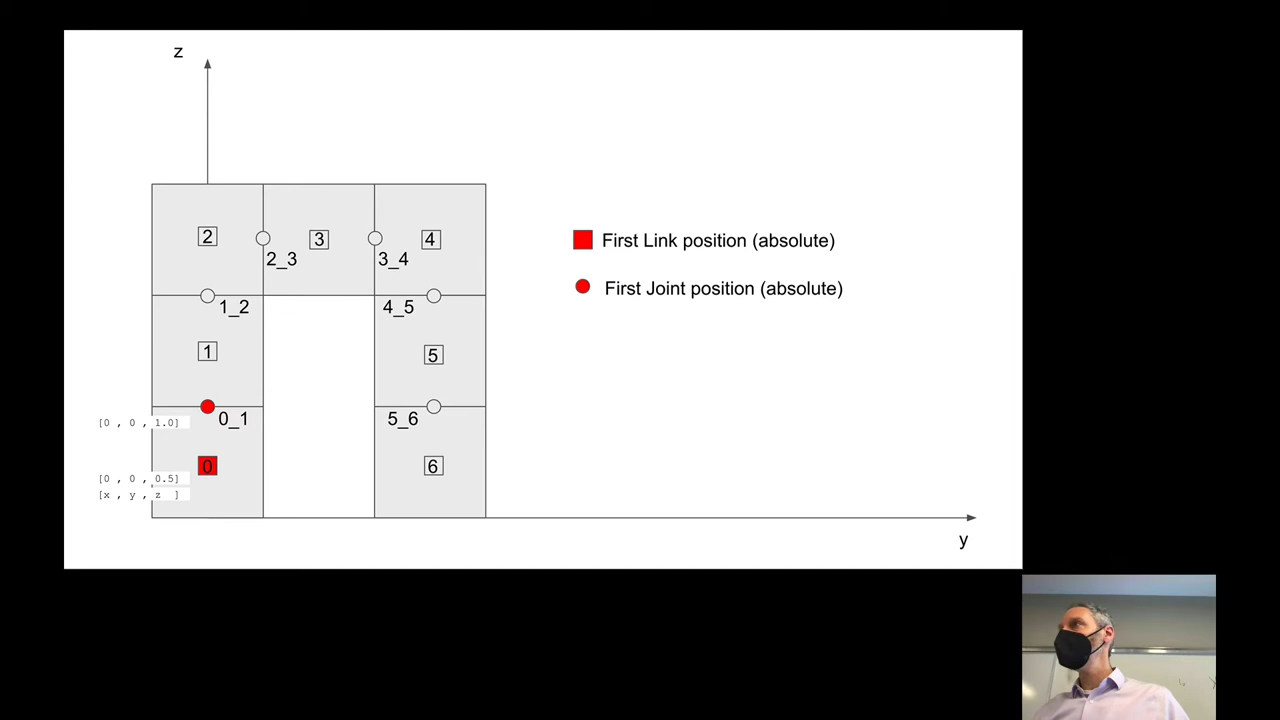 z
2
3
4
2_3
3_4
First Link position (absolute)
First Joint position (absolute)
1_2
4_5
1
5
0_1
5_6
[0 , 0 , 1.0]
0
6
[0 , 0 , 0.5]
[x , y , z ]
y